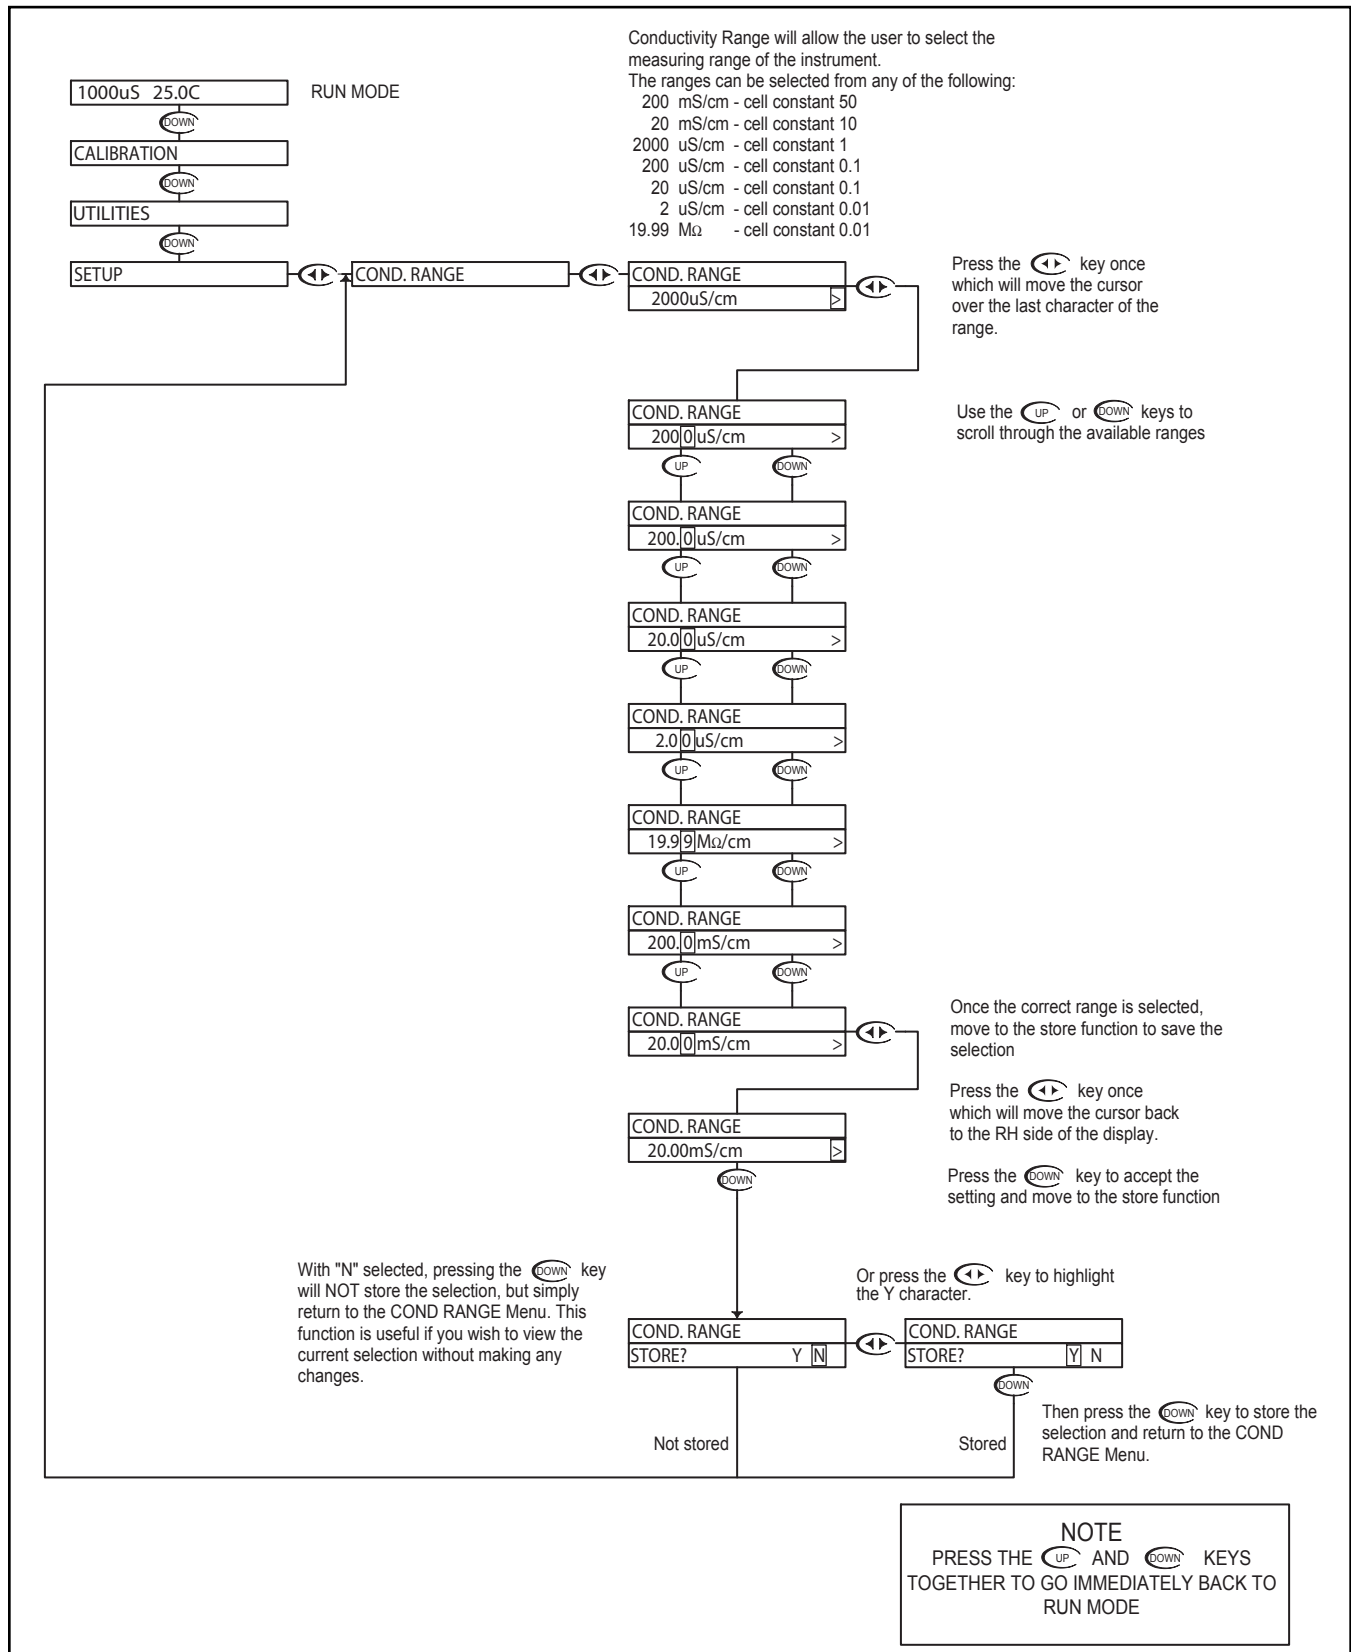 Conductivity Range will allow the user to select the
measuring range of the instrument.
The ranges can be selected from any of the following:
200 mS/cm - cell constant 50
20 mS/cm - cell constant 10
2000 uS/cm - cell constant 1
200 uS/cm - cell constant 0.1
20 uS/cm - cell constant 0.1
2 uS/cm - cell constant 0.01
19.99 MΩ - cell constant 0.01
1000uS 25.0C RUN MODE
DOWN
CALIBRATION
DOWN
UTILITIES
DOWN
SETUP
COND. RANGE
COND. RANGE
2000uS/cm >
Press the key once
which will move the cursor
over the last character of the
range.
COND. RANGE
2000uS/cm >
Use the UP or DOWN keys to
scroll through the available ranges
UP DOWN
COND. RANGE
200.0uS/cm >
UP DOWN
COND. RANGE
20.00uS/cm >
UP DOWN
COND. RANGE
2.00uS/cm >
UP DOWN
COND. RANGE
19.99MΩ/cm >
UP DOWN
COND. RANGE
200.0mS/cm >
UP DOWN
COND. RANGE
20.00mS/cm >
Once the correct range is selected,
move to the store function to save the
selection
Press the key once
which will move the cursor back
to the RH side of the display.
COND. RANGE
20.00mS/cm >
DOWN
Press the DOWN key to accept the
setting and move to the store function
With "N" selected, pressing the DOWN key
will NOT store the selection, but simply
return to the COND RANGE Menu. This
function is useful if you wish to view the
current selection without making any
changes.
Or press the key to highlight
the Y character.
COND. RANGE
STORE? Y N
COND. RANGE
STORE? Y N
DOWN
Then press the DOWN key to store the
selection and return to the COND
RANGE Menu.
Not stored
Stored
NOTE
PRESS THE UP AND DOWN KEYS
TOGETHER TO GO IMMEDIATELY BACK TO
RUN MODE